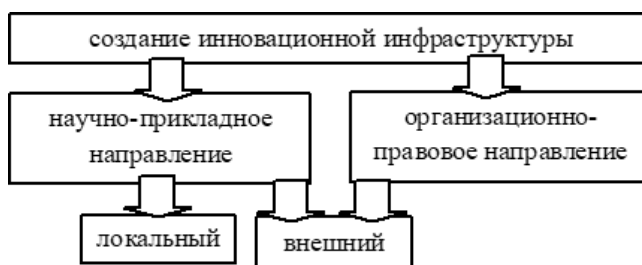 создание инновационной инфраструктуры
научно-прикладное
направление
организационно-
правовое направление
локальный
внешний